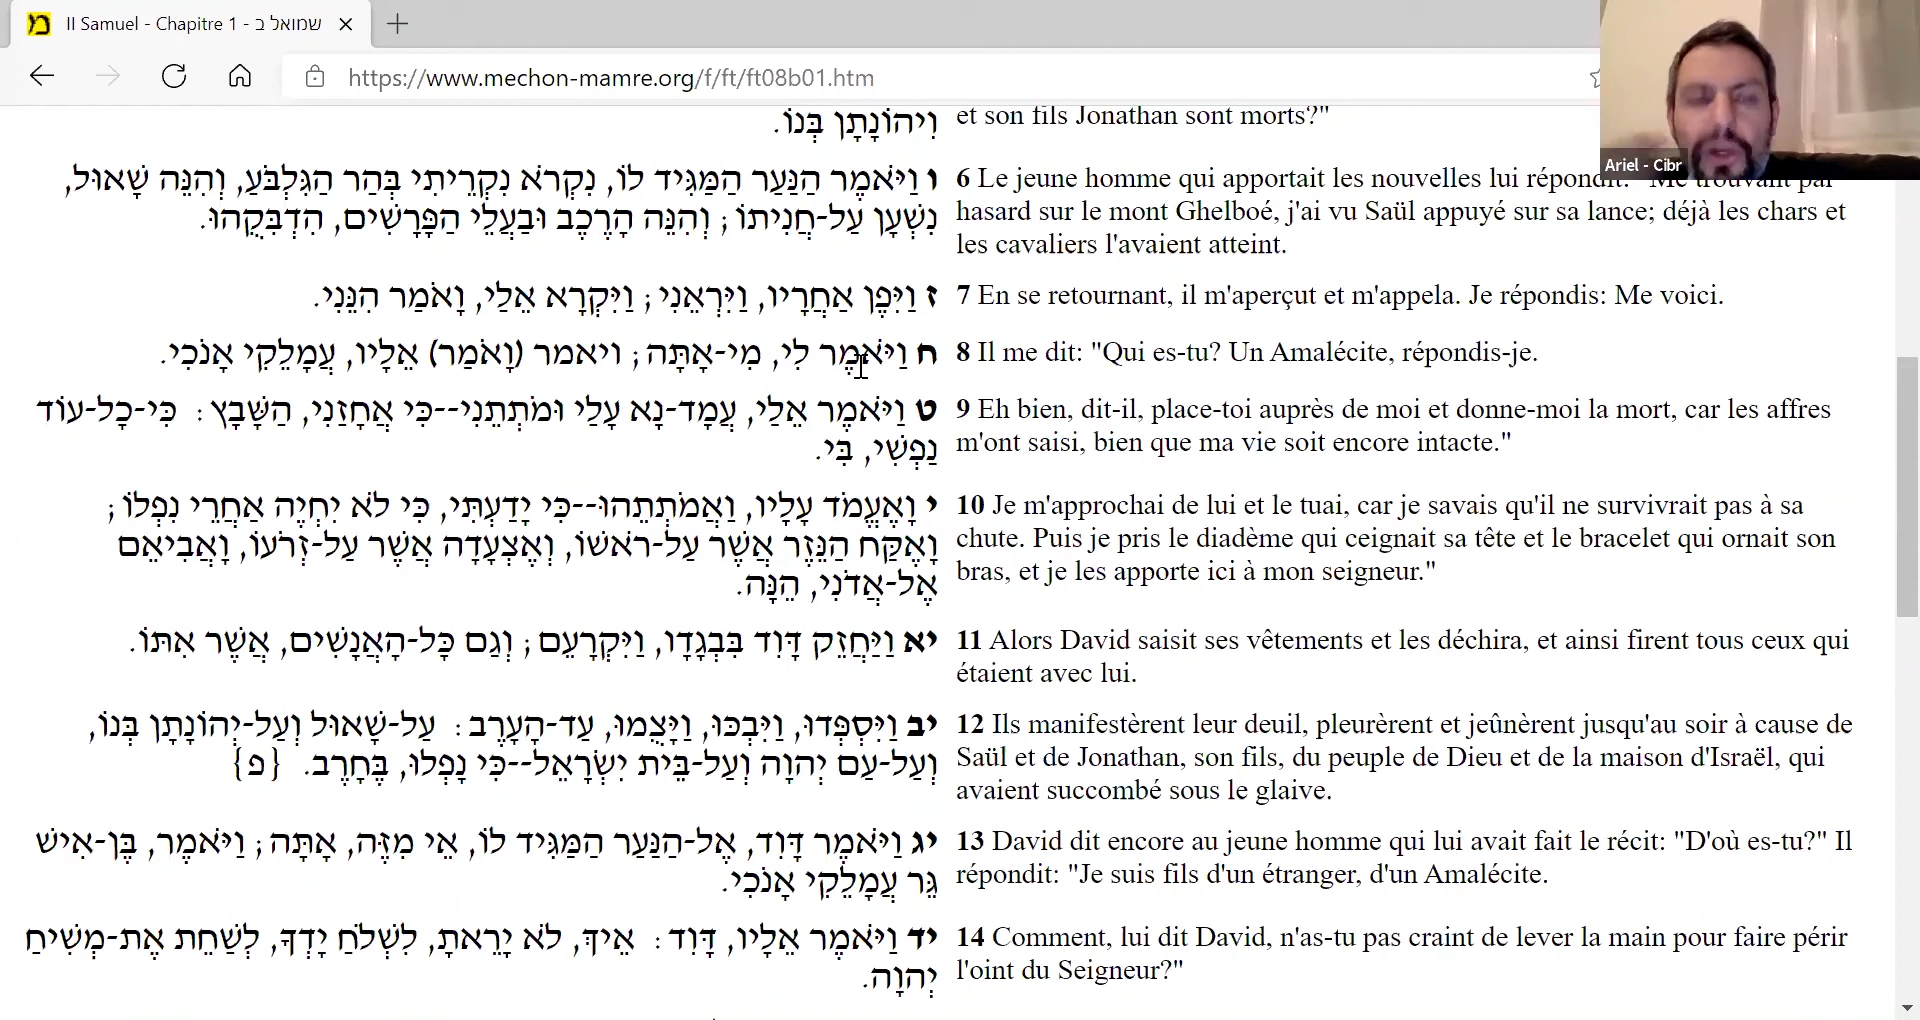 II Samuel - Chapitre 1 - שמואל ב
https://www.mechon-mamre.org/f/ft/ft08b01.htm
Ariel - Cibr
וִיהוֹנָתָן בְּנוֹ.
et son fils Jonathan sont morts?"
ו וַיֹּאמֶר הַנַּעַר הַמַּגִּיד לוֹ, נִקְרֹא נִקְרֵיתִי בְּהַר הַגִּלְבֹּעַ, וְהִנֵּה שָׁאוּל,
נִשְׁעָן עַל-חֲנִיתוֹ; וְהִנֵּה הָרֶכֶב וּבַעֲלֵי הַפָּרָשִׁים, הִדְבִּקֻהוּ.
6 Le jeune homme qui apportait les nouvelles lui répondit: "Me trouvant par
hasard sur le mont Ghelboé, j'ai vu Saül appuyé sur sa lance; déjà les chars et
les cavaliers l'avaient atteint.
ז וַיִּפֶן אַחֲרָיו, וַיִּרְאֵנִי; וַיִּקְרָא אֵלַי, וָאֹמַר הִנֵּנִי.
7 En se retournant, il m'aperçut et m'appela. Je répondis: Me voici.
ח וַיֹּאמֶר לִי, מִי-אָתָּה; ויאמר (וָאֹמַר) אֵלָיו, עֲמָלֵקִי אָנֹכִי.
8 Il me dit: "Qui es-tu? Un Amalécite, répondis-je.
ט וַיֹּאמֶר אֵלַי, עֲמָד-נָא עָלַי וּמֹתְתֵנִי--כִּי אֲחָזַנִי, הַשָּׁבָץ: כִּי-כָל-עוֹד
נַפְשִׁי, בִּי.
9 Eh bien, dit-il, place-toi auprès de moi et donne-moi la mort, car les affres
m'ont saisi, bien que ma vie soit encore intacte."
י וָאֶעֱמֹד עָלָיו, וַאֲמֹתְתֵהוּ--כִּי יָדַעְתִּי, כִּי לֹא יִחְיֶה אַחֲרֵי נִפְלוֹ;
וָאֶקַּח הַנֵּזֶר אֲשֶׁר עַל-רֹאשׁוֹ, וְאֶצְעָדָה אֲשֶׁר עַל-זְרֹעוֹ, וָאֲבִיאֵם
אֶל-אֲדֹנִי, הֵנָּה.
10 Je m'approchai de lui et le tuai, car je savais qu'il ne survivrait pas à sa
chute. Puis je pris le diadème qui ceignait sa tête et le bracelet qui ornait son
bras, et je les apporte ici à mon seigneur."
יא וַיַּחֲזֵק דָּוִד בִּבְגָדָו, וַיִּקְרָעֵם; וְגַם כָּל-הָאֲנָשִׁים, אֲשֶׁר אִתּוֹ.
11 Alors David saisit ses vêtements et les déchira, et ainsi firent tous ceux qui
étaient avec lui.
יב וַיִּסְפְּדוּ, וַיִּבְכּוּ, וַיָּצֻמוּ, עַד-הָעָרֶב: עַל-שָׁאוּל וְעַל-יְהוֹנָתָן בְּנוֹ,
וְעַל-עַם יְהוָה וְעַל-בֵּית יִשְׂרָאֵל--כִּי נָפְלוּ, בֶּחָרֶב. {פ}
12 Ils manifestèrent leur deuil, pleurèrent et jeûnèrent jusqu'au soir à cause de
Saül et de Jonathan, son fils, du peuple de Dieu et de la maison d'Israël, qui
avaient succombé sous le glaive.
יג וַיֹּאמֶר דָּוִד, אֶל-הַנַּעַר הַמַּגִּיד לוֹ, אֵי מִזֶּה, אָתָּה; וַיֹּאמֶר, בֶּן-אִישׁ
גֵּר עֲמָלֵקִי אָנֹכִי.
13 David dit encore au jeune homme qui lui avait fait le récit: "D'où es-tu?" Il
répondit: "Je suis fils d'un étranger, d'un Amalécite.
יד וַיֹּאמֶר אֵלָיו, דָּוִד: אֵיךְ, לֹא יָרֵאתָ, לִשְׁלֹחַ יָדְךָ, לְשַׁחֵת אֶת-מְשִׁיחַ
יְהוָה.
14 Comment, lui dit David, n'as-tu pas craint de lever la main pour faire périr
l'oint du Seigneur?"